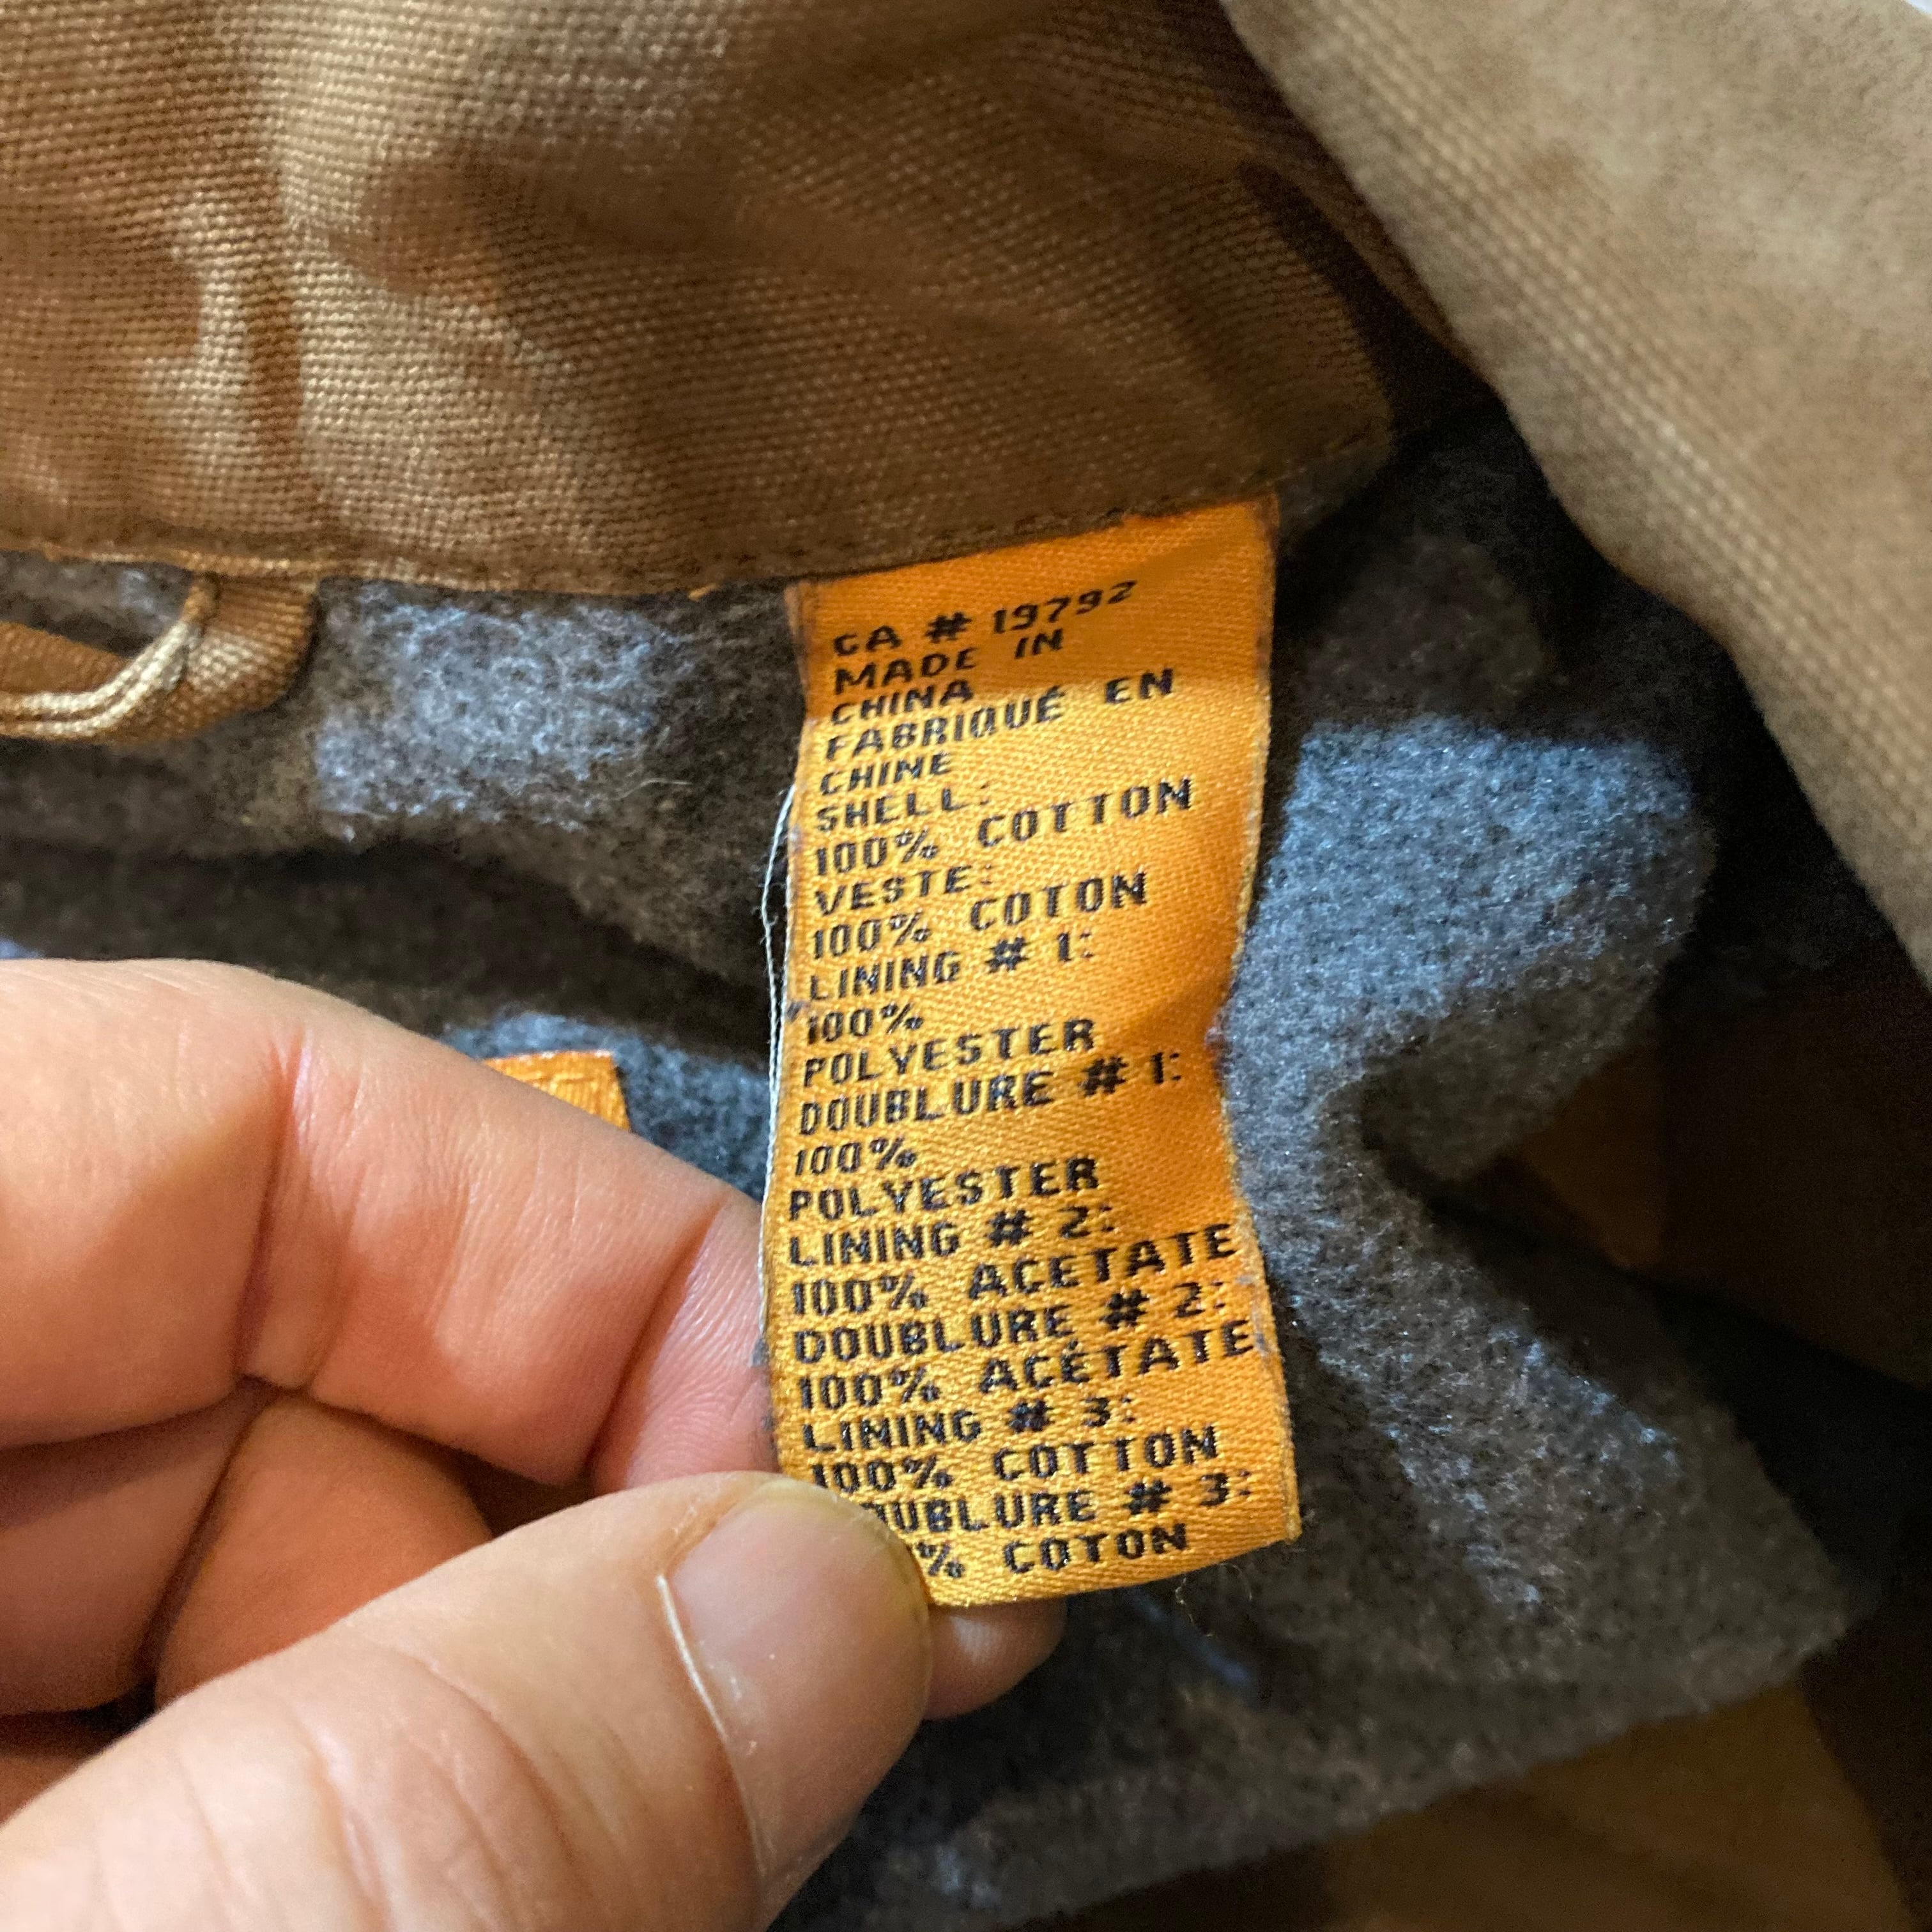 CA # 19792
MADE IN
CHINA
FABRIQUÉ EN
CHINE
SHELL:
100% COTTON
VESTE:
100% COTON
LINING # 1:
100%
POLYESTER
DOUBLURE # 1:
100%
POLYESTER
LINING # 2:
100% ACETATE
DOUBLURE # 2:
100% ACÉTATE
LINING # 3:
100% COTTON
OUBLURE # 3:
% COTON